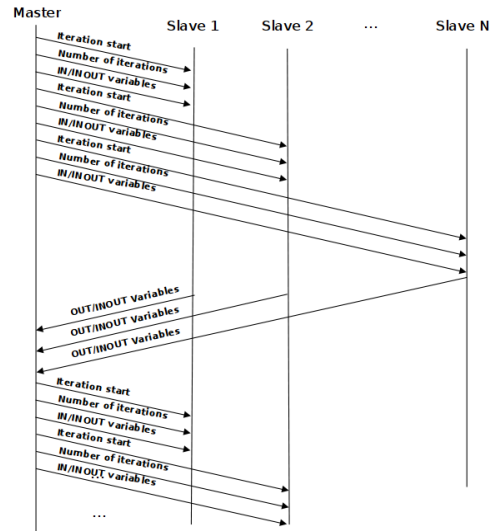 Master
Slave 1
Slave 2
...
Slave N
Iteration start
Number of iterations
IN/INOUT variables
Iteration start
Number of iterations
IN/INOUT variables
Iteration start
Number of iterations
IN/INOUT variables
OUT/INOUT Variables
OUT/INOUT Variables
OUT/INOUT Variables
Iteration start
Number of iterations
IN/INOUT variables
Iteration start
Number of iterations
IN/INOUT variables
...
...